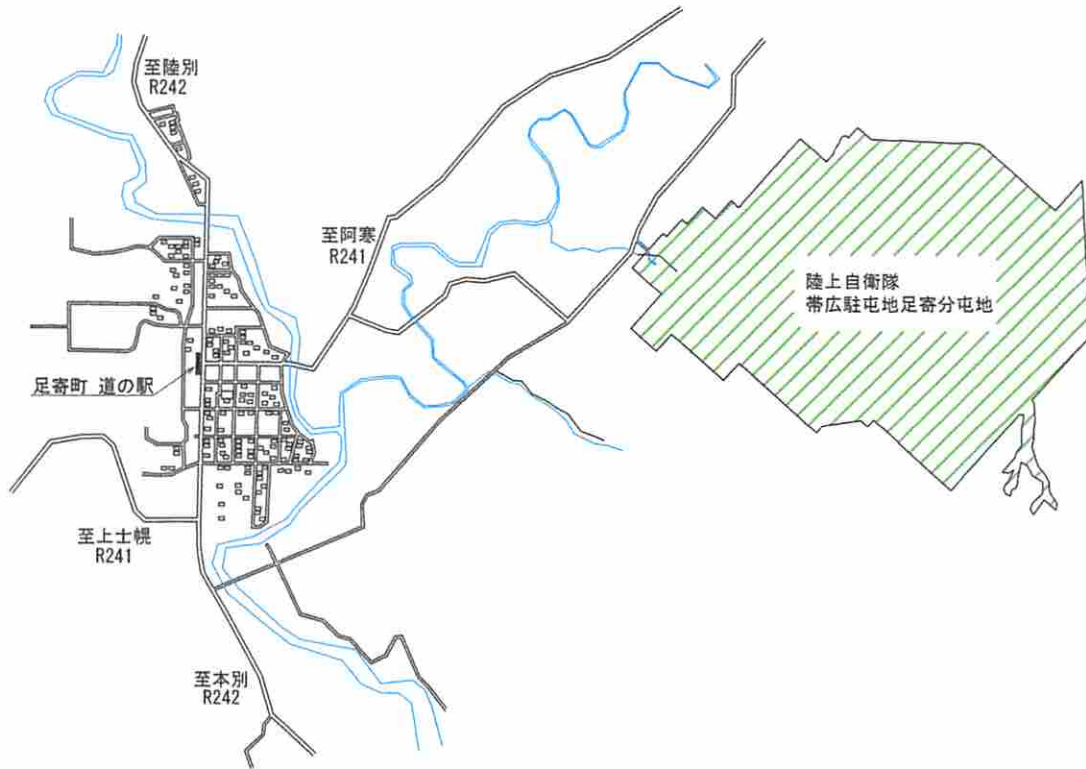 至陸別
R242
至阿寒
R241
陸上自衛隊
帯広駐屯地足寄分屯地
足寄町 道の駅
至上士幌
R241
至本別
R242